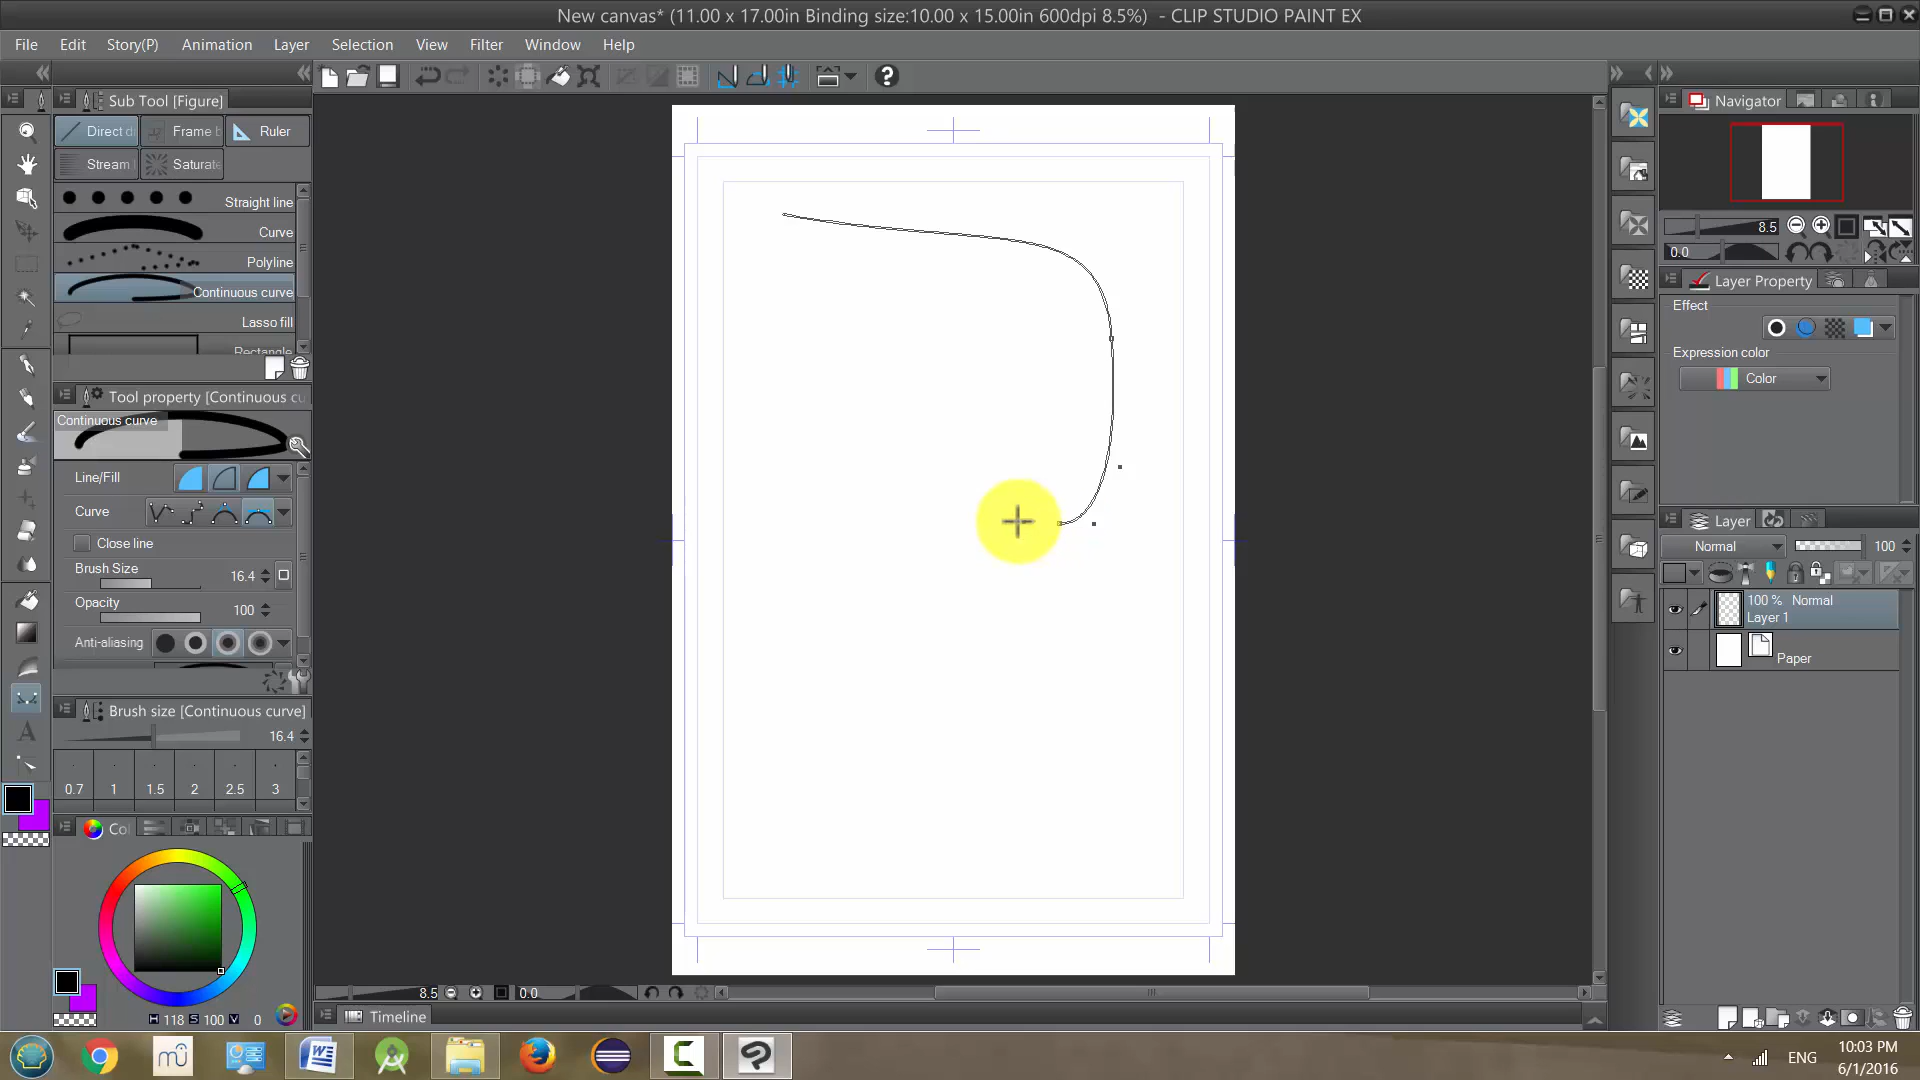 New canvas* (11.00 x 17.00in Binding size:10.00 x 15.00in 600dpi 8.5%) - CLIP STUDIO PAINT EX
File Edit Story(P) Animation Layer Selection View Filter Window Help
Sub Tool [Figure]
Direct d Frame b Ruler
Stream Saturate
Straight line
Curve
Polyline
Continuous curve
Lasso fill
Rectangle
Tool property [Continuous cu
Continuous curve
Line/Fill
Curve
Close line
Brush Size 16.4
Opacity 100
Anti-aliasing
Brush size [Continuous curve]
16.4
0.7 1 1.5 2 2.5 3
Col
H 118 S 100 V 0
8.5 0.0
Timeline
Navigator
8.5
0.0
Layer Property
Effect
Expression color
Color
Layer
Normal 100
100 % Normal
Layer 1
Paper
10:03 PM
ENG
6/1/2016